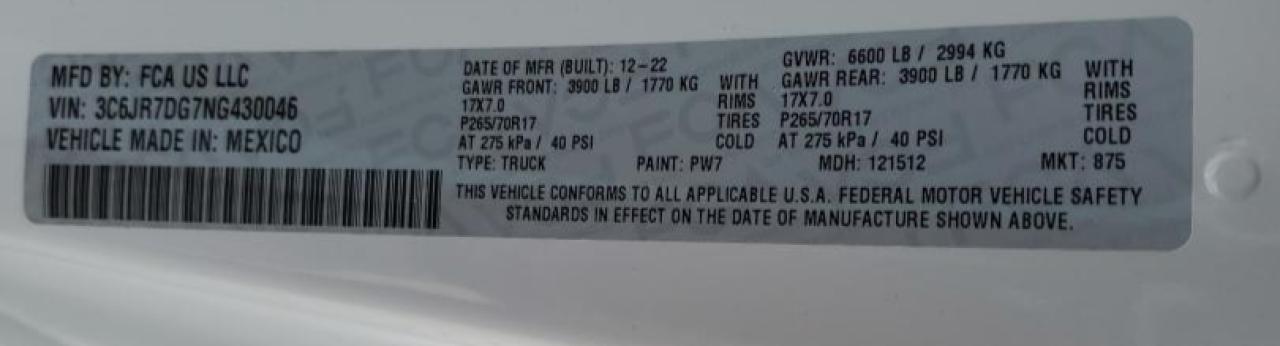 MFD BY: FCA US LLC
VIN: 3C6JR7DG7NG430046
VEHICLE MADE IN: MEXICO
DATE OF MFR (BUILT): 12-22
GAWR FRONT: 3900 LB / 1770 KG WITH
17X7.0 RIMS
P265/70R17 TIRES
AT 275 kPa / 40 PSI COLD
GVWR: 6600 LB / 2994 KG
GAWR REAR: 3900 LB / 1770 KG WITH
17X7.0 RIMS
P265/70R17 TIRES
AT 275 kPa / 40 PSI COLD
TYPE: TRUCK PAINT: PW7 MDH: 121512 MKT: 875
THIS VEHICLE CONFORMS TO ALL APPLICABLE U.S.A. FEDERAL MOTOR VEHICLE SAFETY
STANDARDS IN EFFECT ON THE DATE OF MANUFACTURE SHOWN ABOVE.